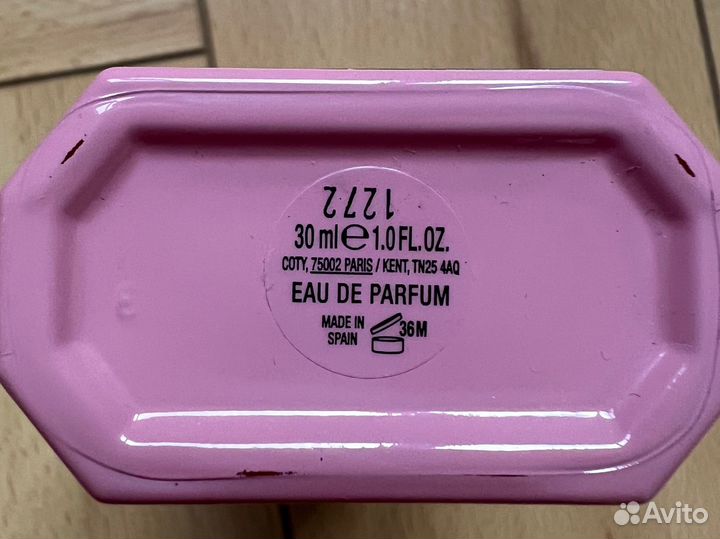 1272
30 ml e 1.0 FL. OZ.
COTY, 75002 PARIS / KENT, TN25 4AQ
EAU DE PARFUM
MADE IN
SPAIN
36M
Avito